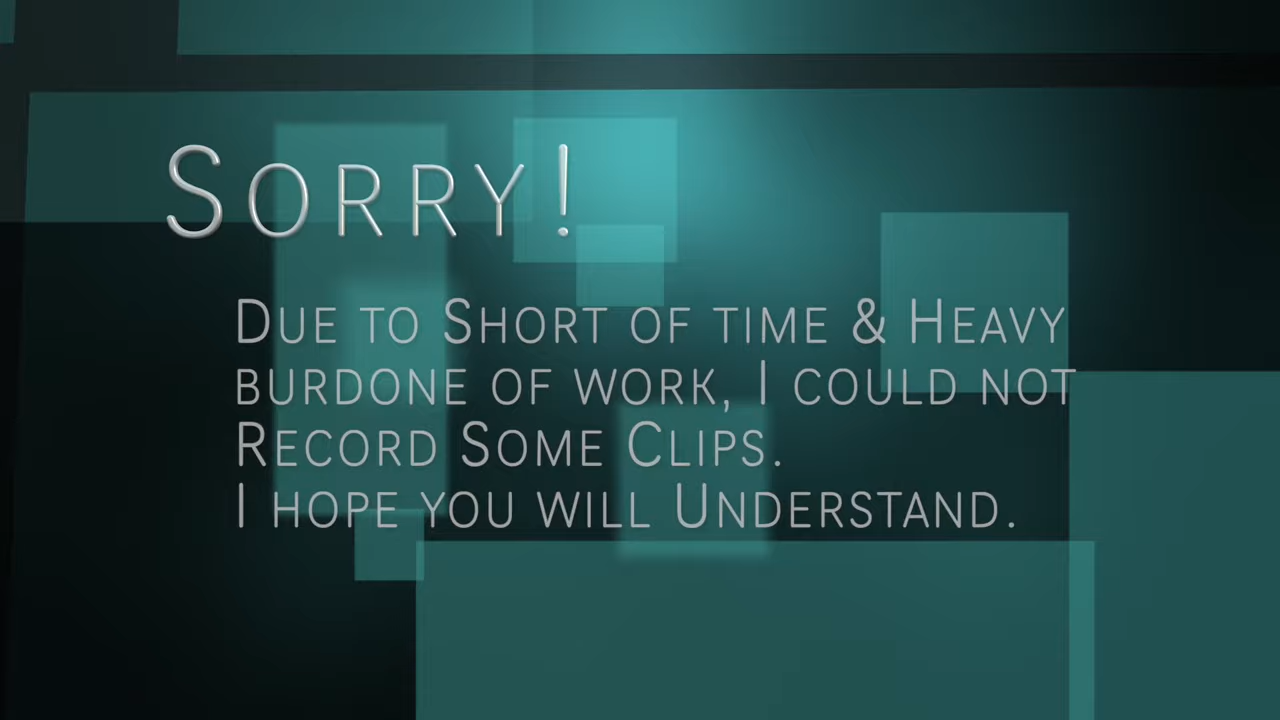 Sorry!
Due to Short of time & Heavy
burdone of work, I could not
Record Some Clips.
I hope you will Understand.